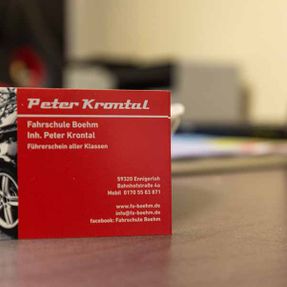 Peter Krontal
Fahrschule Boehm
Inh. Peter Krontal
Führerschein aller Klassen
59320 Ennigerloh
Bahnhofstraße 4a
Mobil 0170 55 63 871
www.fs-boehm.de
info@fs-boehm.de
facebook: Fahrschule Boehm